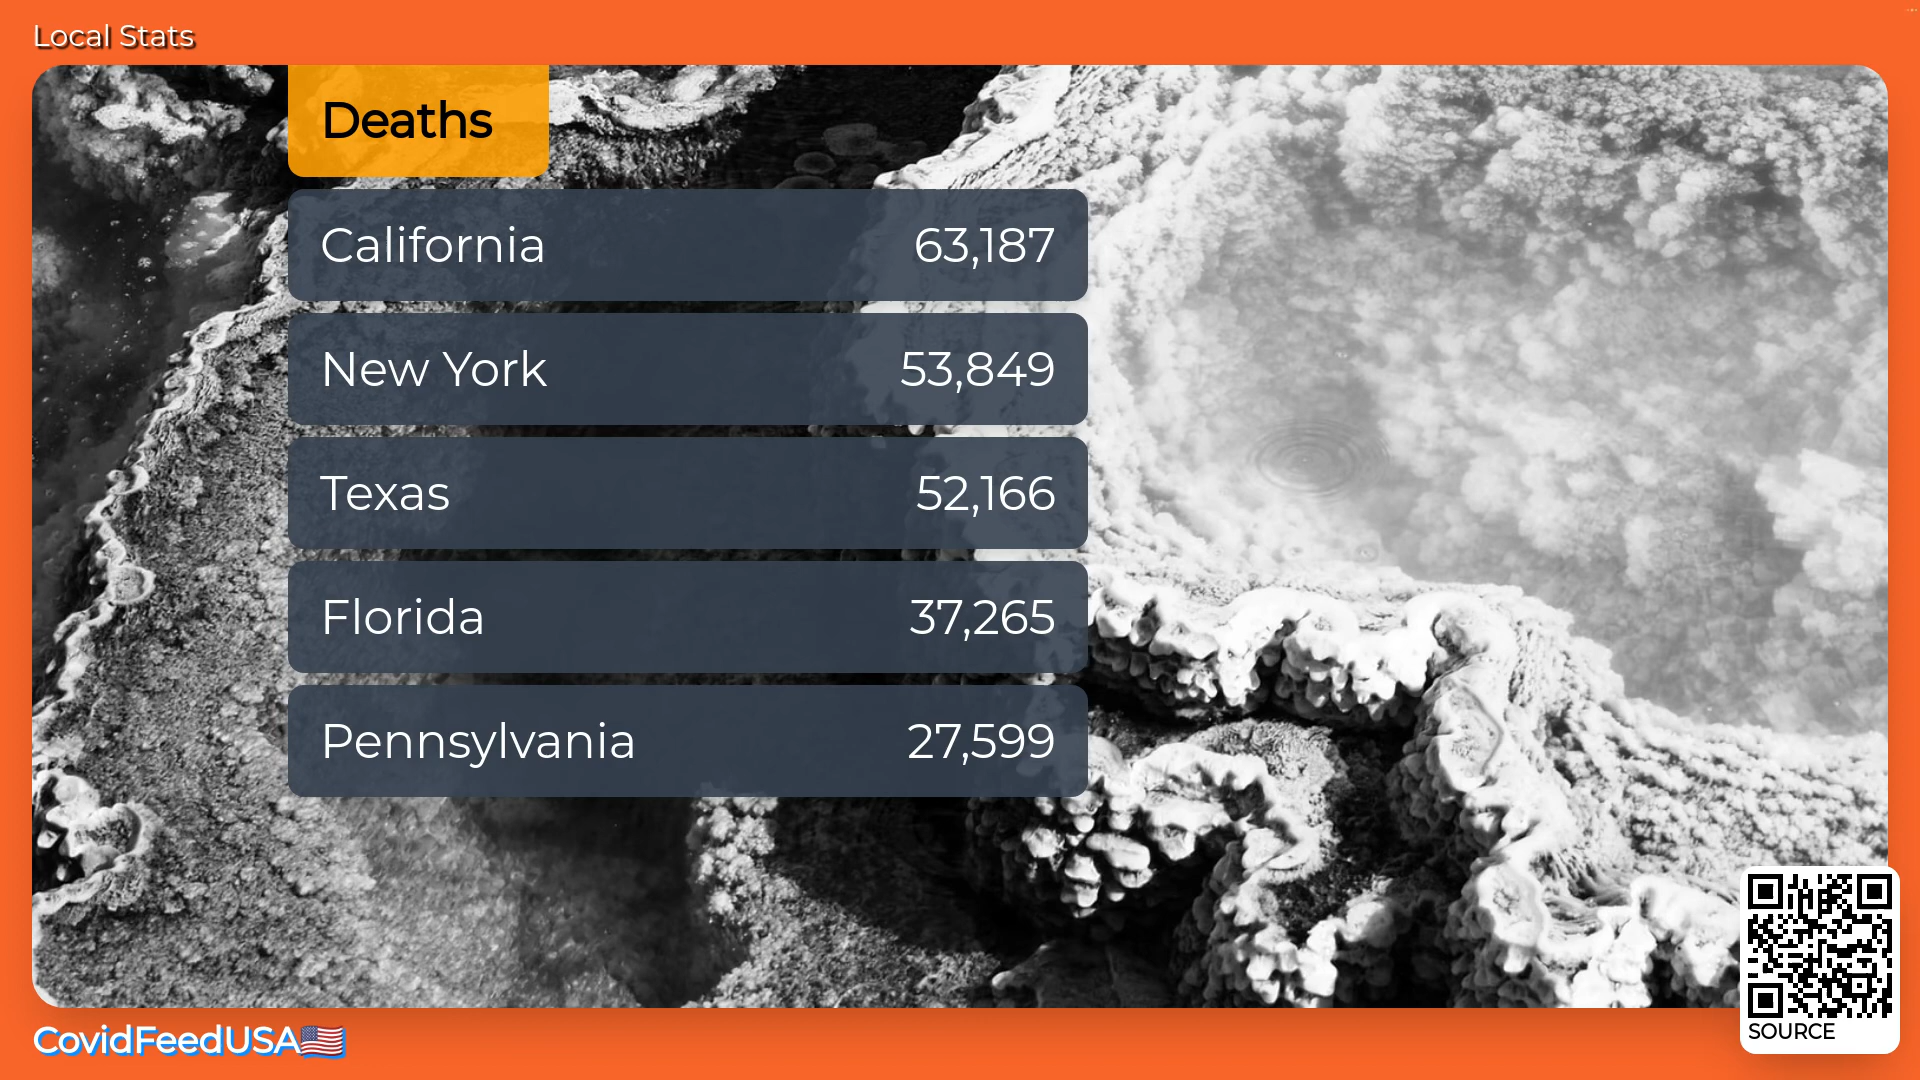 Local Stats
Deaths
California 63,187
New York 53,849
Texas 52,166
Florida 37,265
Pennsylvania 27,599
SOURCE
CovidFeedUSA🇺🇸